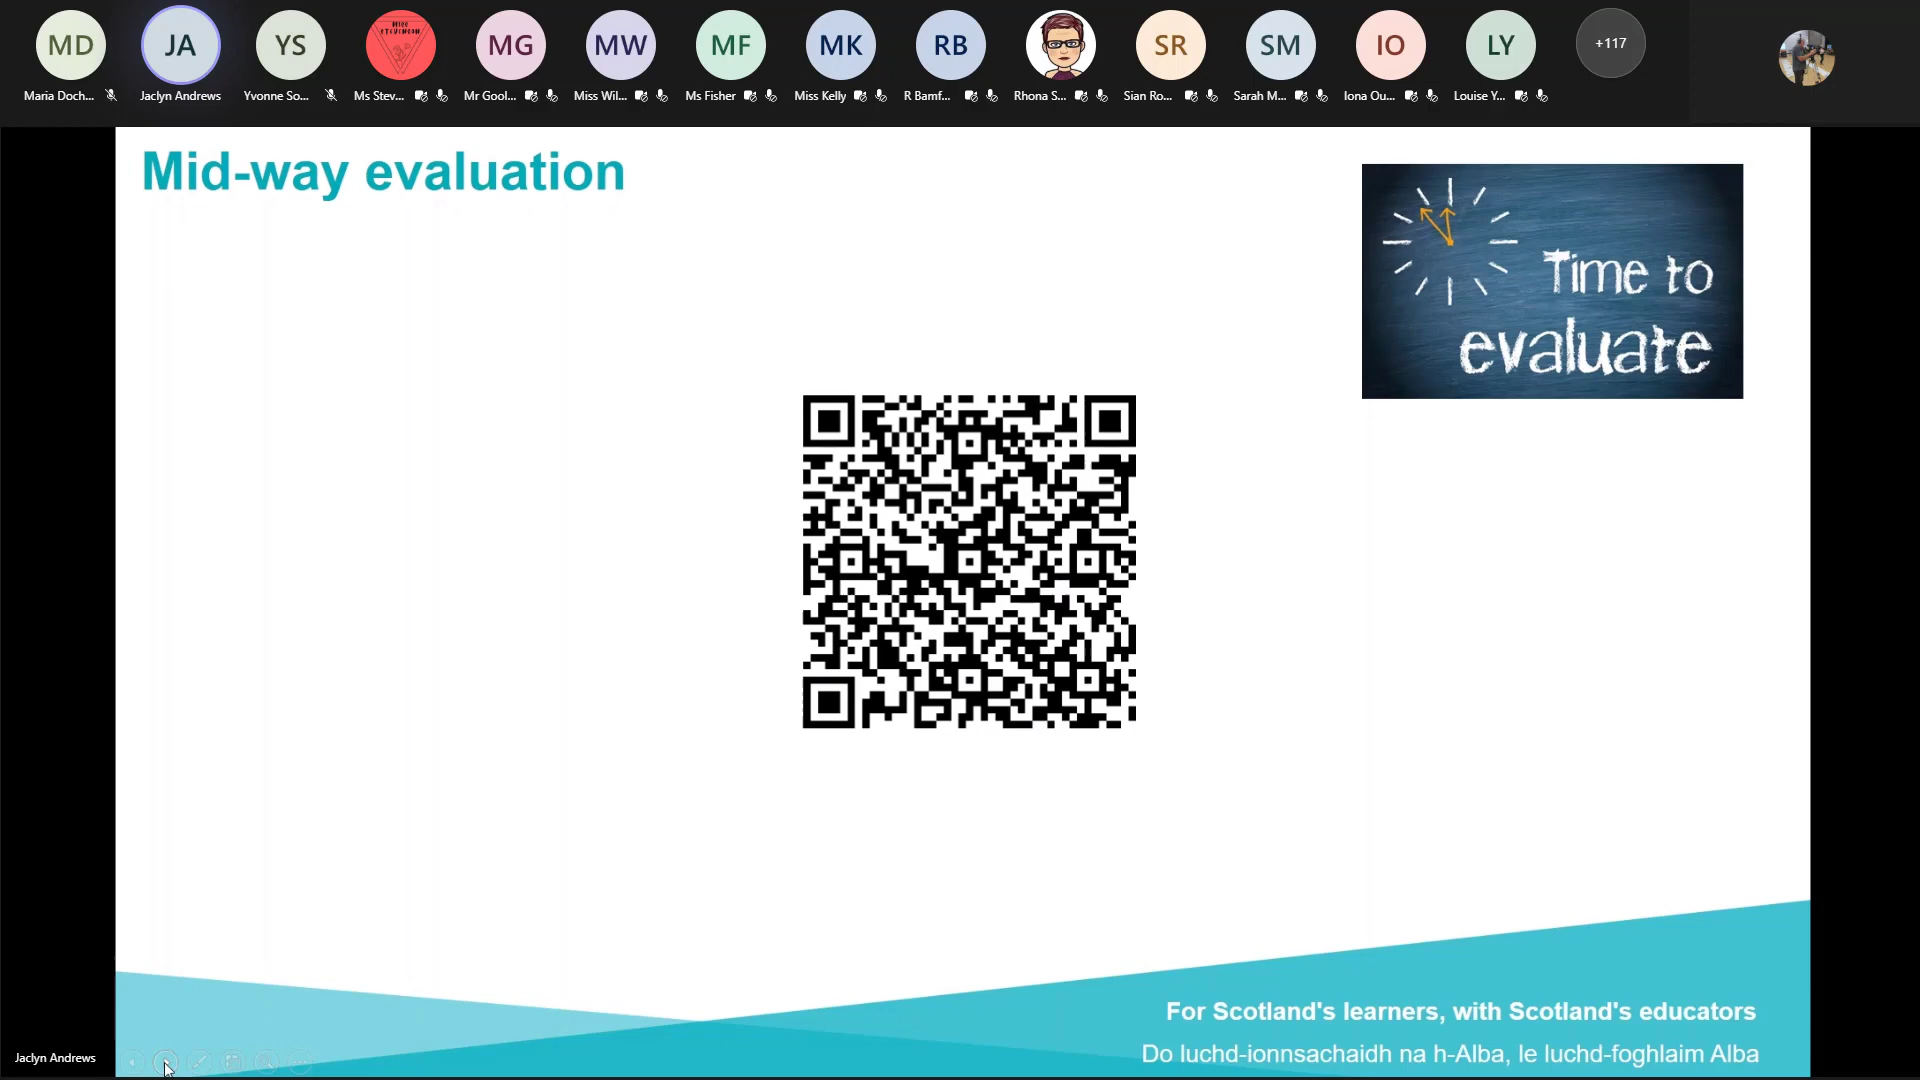 MD JA YS MISS STEVENSON MG MW MF MK RB SR SM IO LY +117
Maria Doch... Jaclyn Andrews Yvonne So... Ms Stev... Mr Gool... Miss Wil... Ms Fisher Miss Kelly R Bamf... Rhona S... Sian Ro... Sarah M... Iona Ou... Louise Y...
Mid-way evaluation
Time to
evaluate
For Scotland's learners, with Scotland's educators
Do luchd-ionnsachaidh na h-Alba, le luchd-foghlaim Alba
Jaclyn Andrews